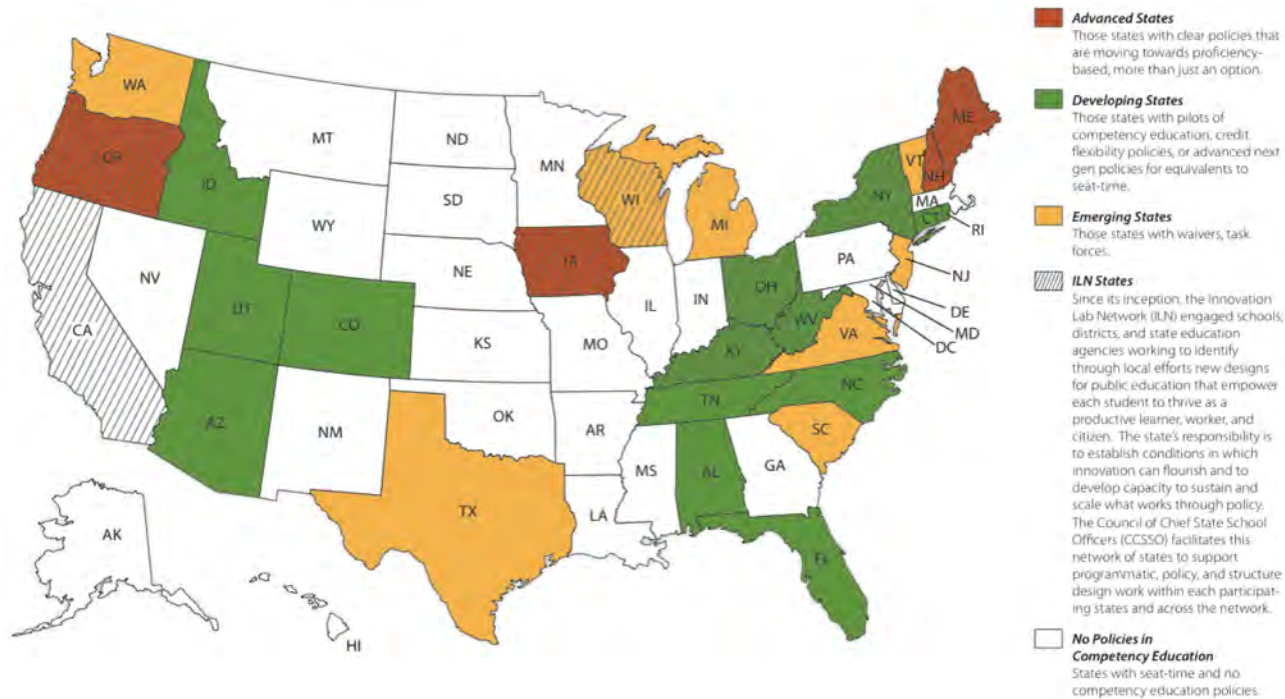 WA
MT
ND
MN
ME
VT
NH
OR
ID
SD
WI
NY
MA
CT
RI
WY
MI
IA
PA
NJ
NE
NV
OH
DE
MD
DC
IL
IN
UT
CO
WV
VA
CA
KS
MO
KY
NC
TN
AZ
NM
OK
AR
SC
MS
AL
GA
TX
LA
FL
AK
HI
Advanced States
Those states with clear policies that
are moving towards proficiency-
based, more than just an option.
Developing States
Those states with pilots of
competency education, credit
flexibility policies, or advanced next
gen policies for equivalents to
seat-time.
Emerging States
Those states with waivers, task
forces.
ILN States
Since its inception, the Innovation
Lab Network (ILN) engaged schools,
districts, and state education
agencies working to identify
through local efforts new designs
for public education that empower
each student to thrive as a
productive learner, worker, and
citizen. The state's responsibility is
to establish conditions in which
innovation can flourish and to
develop capacity to sustain and
scale what works through policy.
The Council of Chief State School
Officers (CCSSO) facilitates this
network of states to support
programmatic, policy, and structure
design work within each participat-
ing states and across the network.
No Policies in
Competency Education
States with seat-time and no
competency education policies.